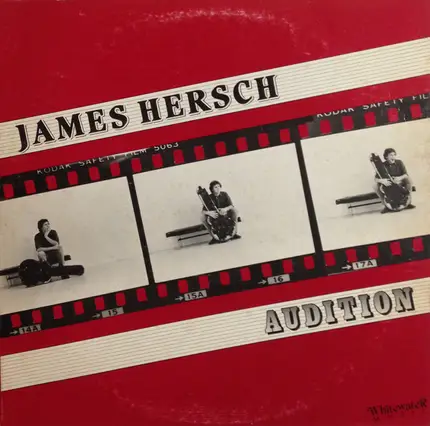 JAMES HERSCH
KODAK SAFETY FILM 5063
KODAK SAFETY FIL
→14A
→15
→15A
→16
→17A
AUDITION